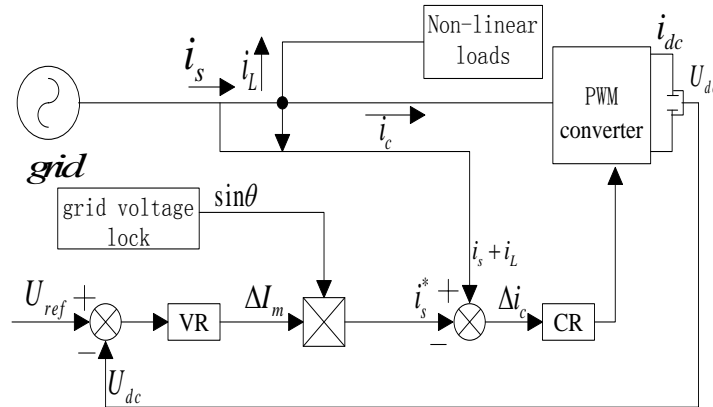 Non-linear
loads
i_dc
i_s
i_L
U_dc
PWM
converter
i_c
grid
sinθ
grid voltage
lock
i_s + i_L
U_ref
+
VR
ΔI_m
i_s^*
+
Δi_c
CR
−
−
U_dc